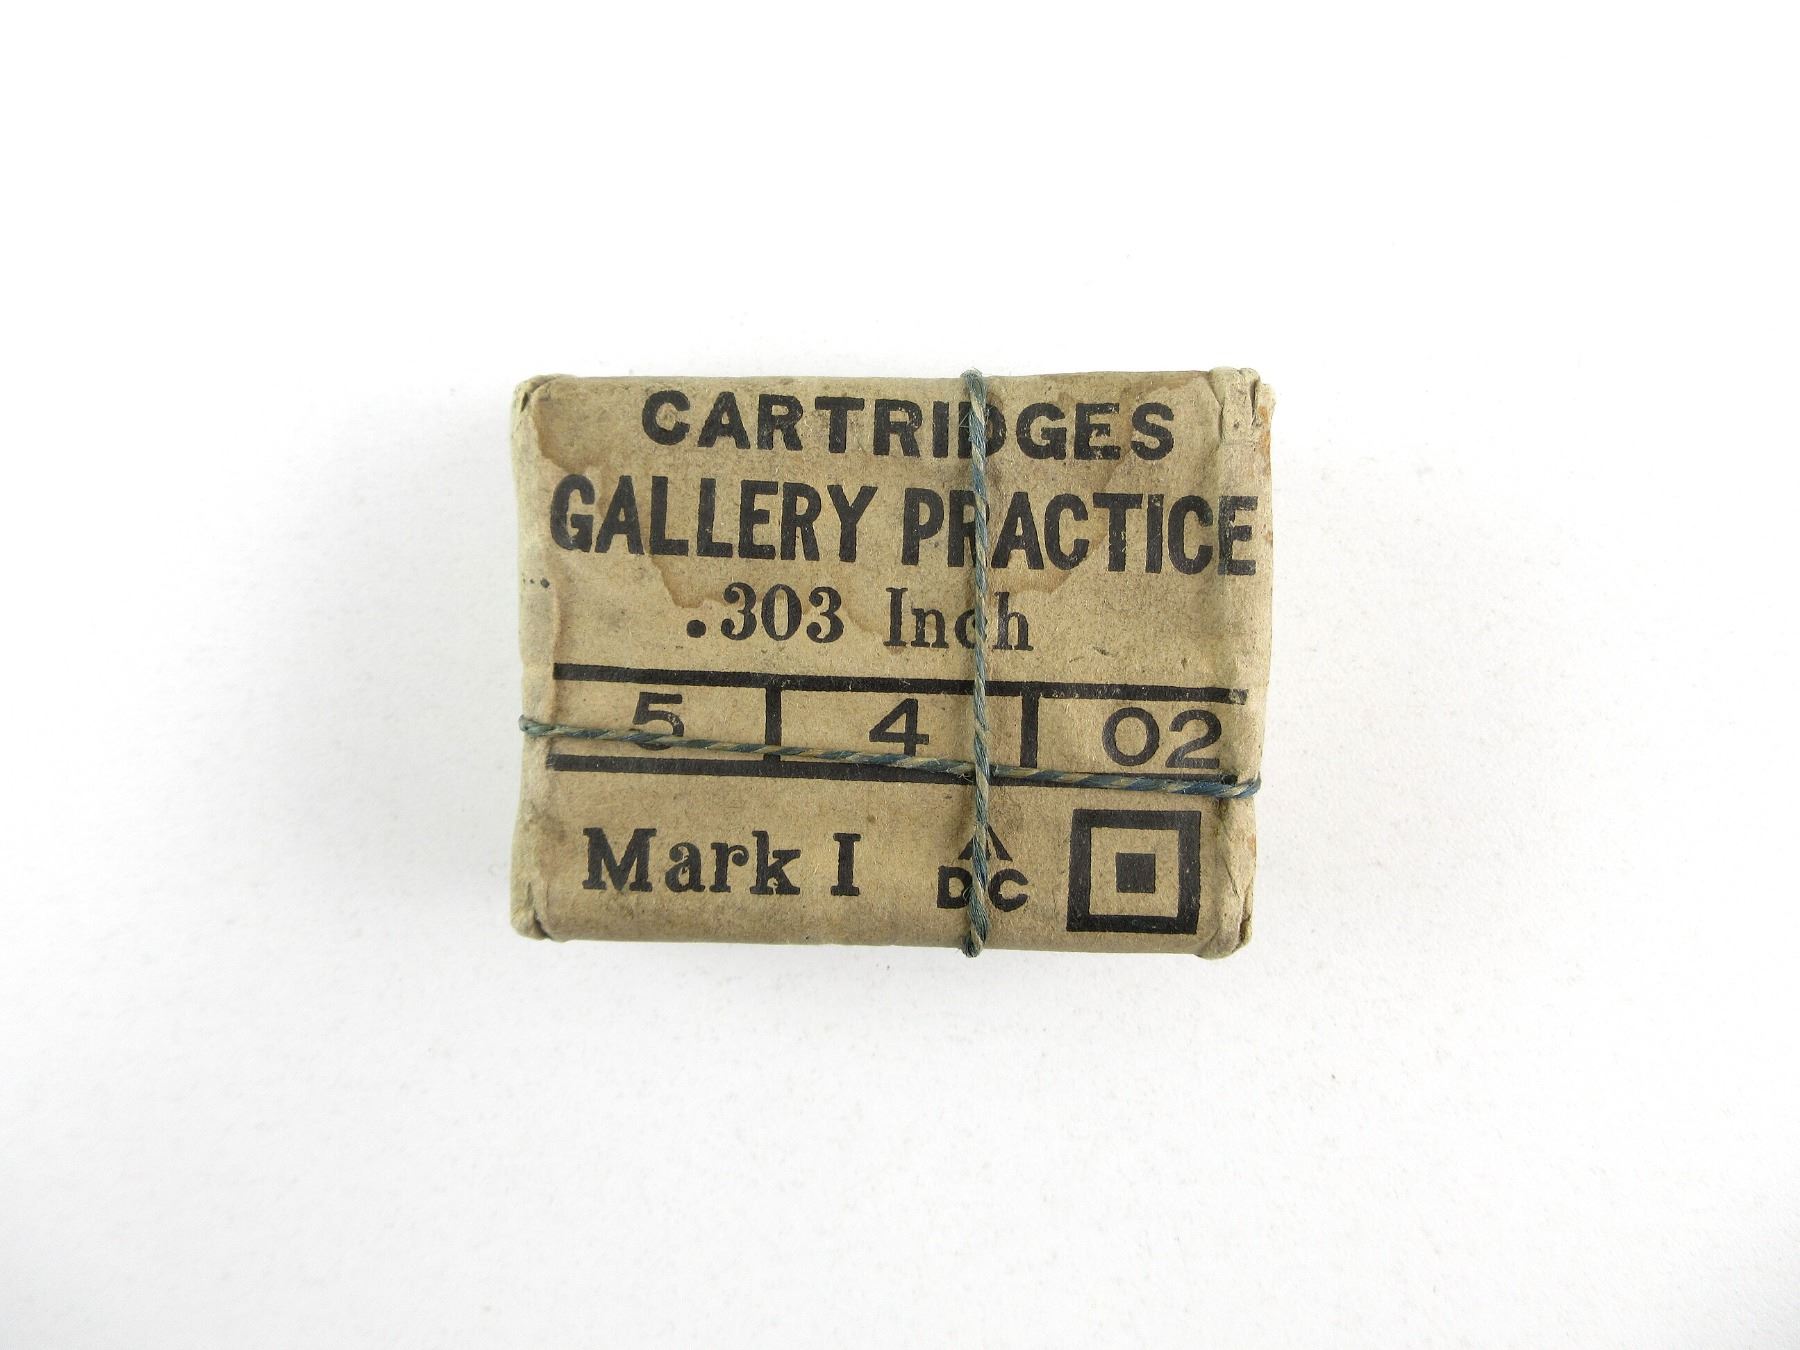 CARTRIDGES
GALLERY PRACTICE
.303 Inch
5 4 02
Mark I DC